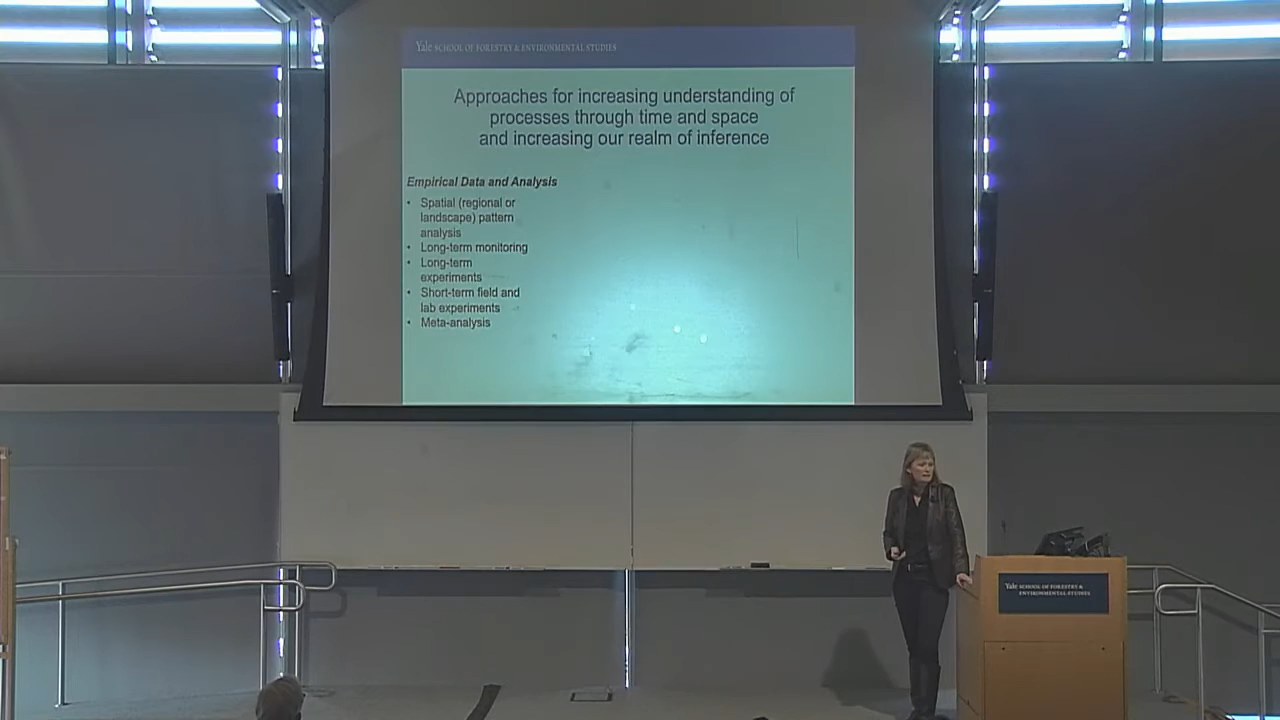 Yale SCHOOL OF FORESTRY & ENVIRONMENTAL STUDIES
Approaches for increasing understanding of
processes through time and space
and increasing our realm of inference
Empirical Data and Analysis
• Spatial (regional or
landscape) pattern
analysis
• Long-term monitoring
• Long-term
experiments
• Short-term field and
lab experiments
• Meta-analysis
Yale SCHOOL OF FORESTRY &
ENVIRONMENTAL STUDIES